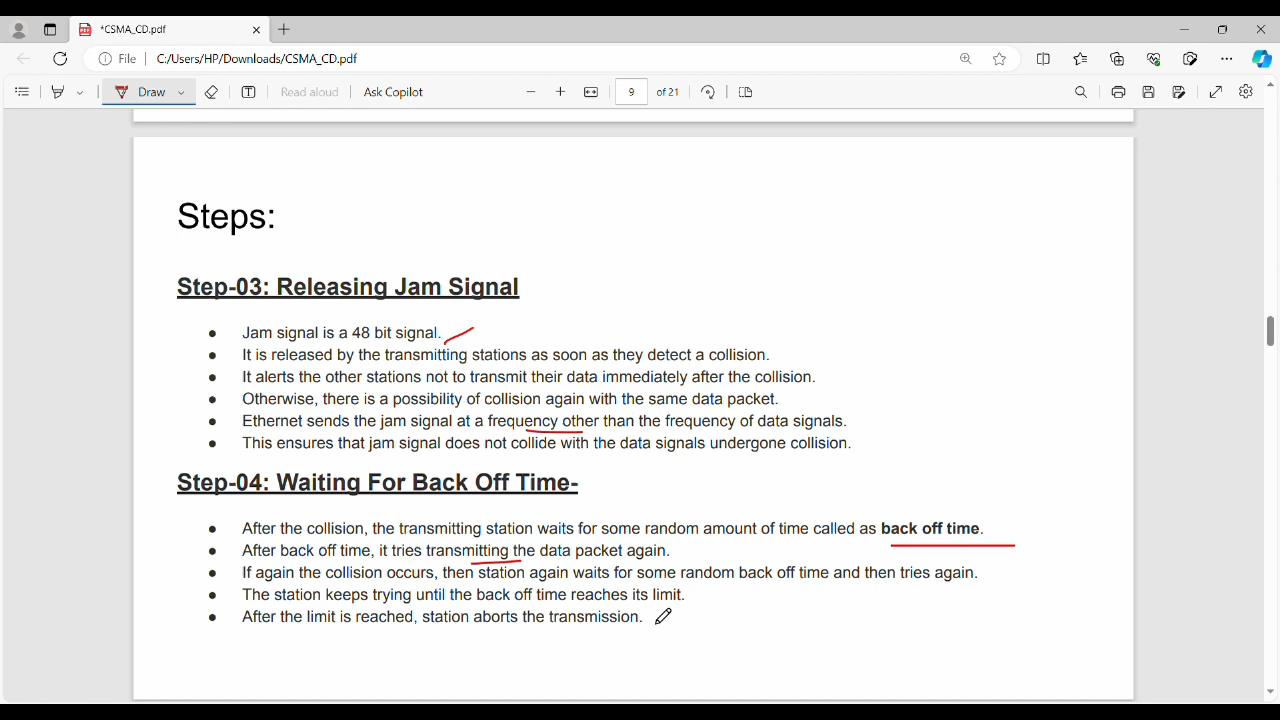 *CSMA_CD.pdf
File
C:/Users/HP/Downloads/CSMA_CD.pdf
Draw
Read aloud
Ask Copilot
9
of 21
Steps:
Step-03: Releasing Jam Signal
● Jam signal is a 48 bit signal.
● It is released by the transmitting stations as soon as they detect a collision.
● It alerts the other stations not to transmit their data immediately after the collision.
● Otherwise, there is a possibility of collision again with the same data packet.
● Ethernet sends the jam signal at a frequency other than the frequency of data signals.
● This ensures that jam signal does not collide with the data signals undergone collision.
Step-04: Waiting For Back Off Time-
● After the collision, the transmitting station waits for some random amount of time called as back off time.
● After back off time, it tries transmitting the data packet again.
● If again the collision occurs, then station again waits for some random back off time and then tries again.
● The station keeps trying until the back off time reaches its limit.
● After the limit is reached, station aborts the transmission.